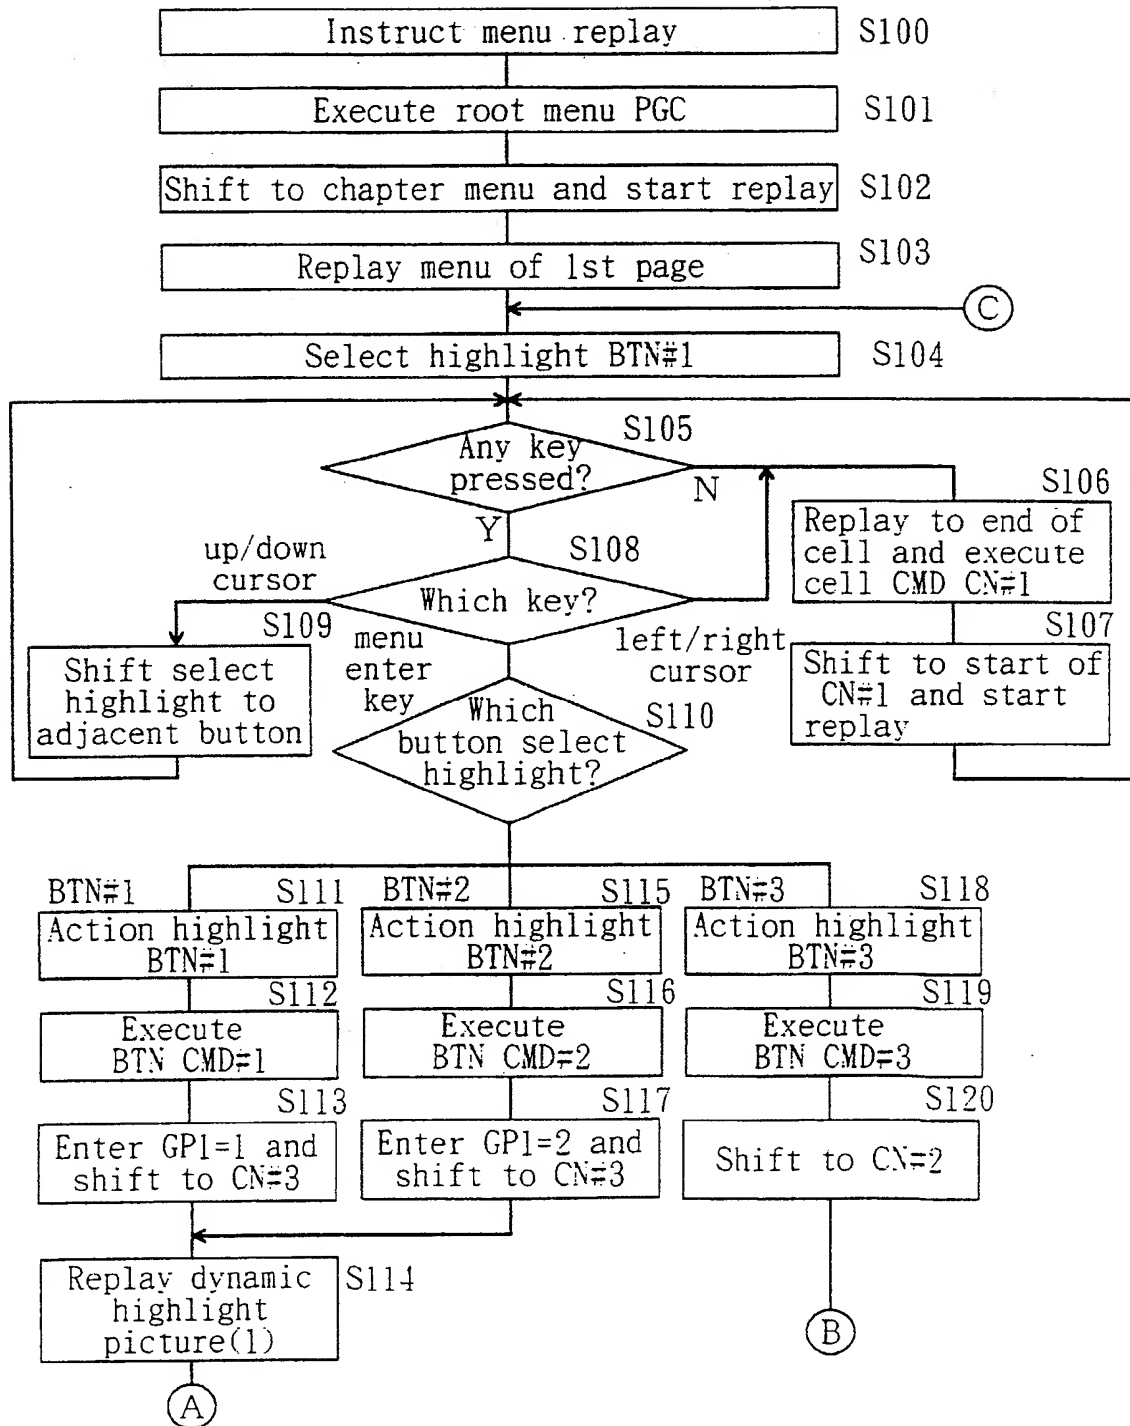 Instruct menu replay
S100
Execute root menu PGC
S101
Shift to chapter menu and start replay
S102
Replay menu of 1st page
S103
C
Select highlight BTN#1
S104
S105
Any key
pressed?
N
Y
S106
Replay to end of
cell and execute
cell CMD CN#1
S107
Shift to start of
CN#1 and start
replay
up/down
cursor
S108
Which key?
left/right
cursor
menu
enter
key
S109
Shift select
highlight to
adjacent button
S110
Which
button select
highlight?
BTN#1
S111
Action highlight
BTN#1
S112
Execute
BTN CMD#1
S113
Enter GP1=1 and
shift to CN#3
S114
Replay dynamic
highlight
picture(1)
A
BTN#2
S115
Action highlight
BTN#2
S116
Execute
BTN CMD#2
S117
Enter GP1=2 and
shift to CN#3
BTN#3
S118
Action highlight
BTN#3
S119
Execute
BTN CMD#3
S120
Shift to CN#2
B